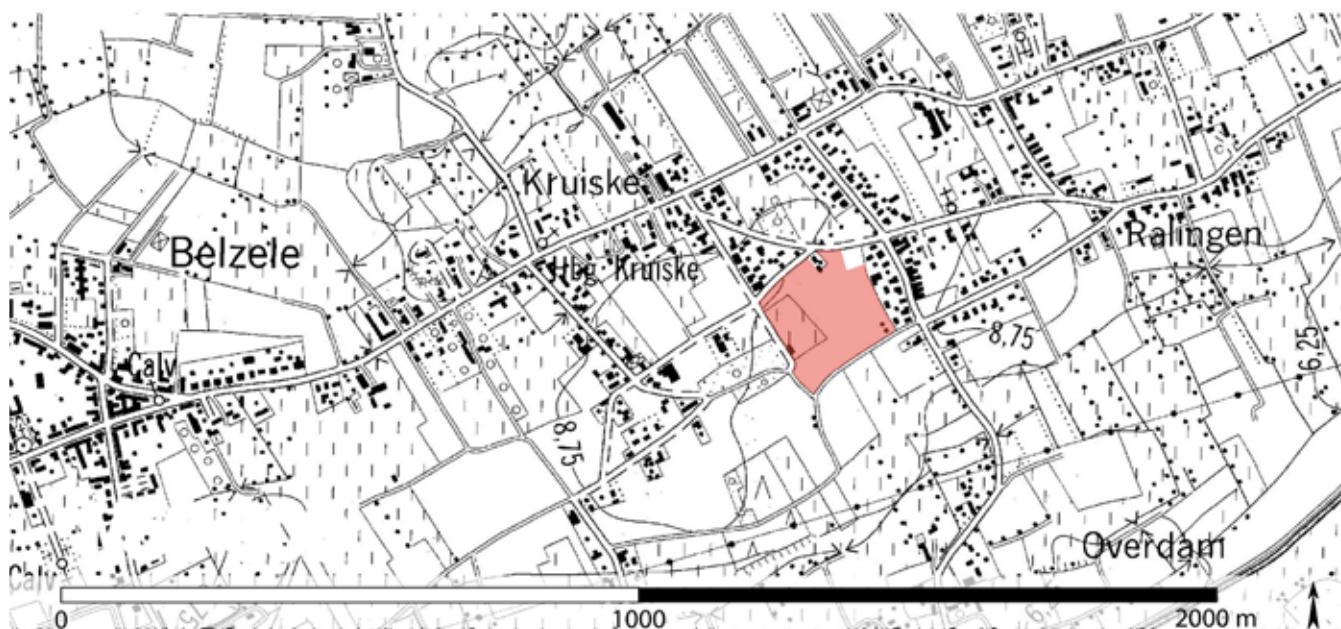 Kruiske
Belzele
Hbg. Kruiske
Ralingen
8,75
6,25
Calv
8,75
Overdam
Calv
0
1000
2000 m